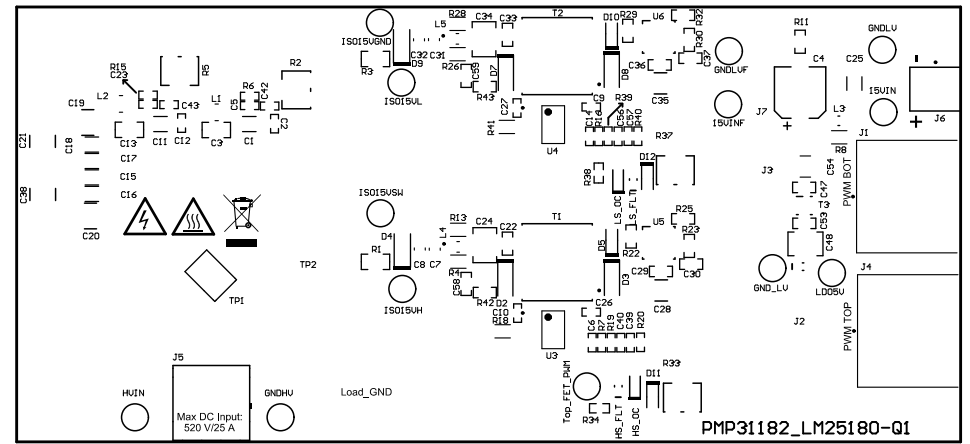 R28
C34
C33
T2
D10
R29
U6
R32
ISO15VGND
L5
R30
R11
GNDLV
R15
C23
R5
R2
R3
D9
C32
C31
R26
C59
D7
D8
C36
C37
GNDLVF
C4
C25
L2
C19
C43
L1
C5
R6
C42
ISO15VL
R43
C27
C9
R39
C35
15VINF
J7
15VIN
L3
J6
C21
C18
C13
C11
C12
C3
C1
C2
R41
U4
C14
R16
C56
C57
R40
R37
R8
J1
C17
C15
C16
C38
C20
R38
D12
LS_OC
LS_FLT
J3
C54
C47
T3
C53
C48
PWM BOT
ISO15VSW
R13
C24
C22
T1
U5
R25
R23
D4
L4
D5
R22
R1
C8
C7
R4
C58
D3
C29
C30
TP2
TP1
GND_LV
LDO5V
J4
ISO15VH
R42
D2
C10
R18
C26
C28
U3
C6
R7
R19
C40
C39
R20
J2
PWM TOP
J5
R33
D11
HVIN
GNDHV
Load_GND
Top_FET_PWM
R34
HS_FLT
HS_OC
Max DC Input:
520 V/25 A
PMP31182_LM25180-Q1